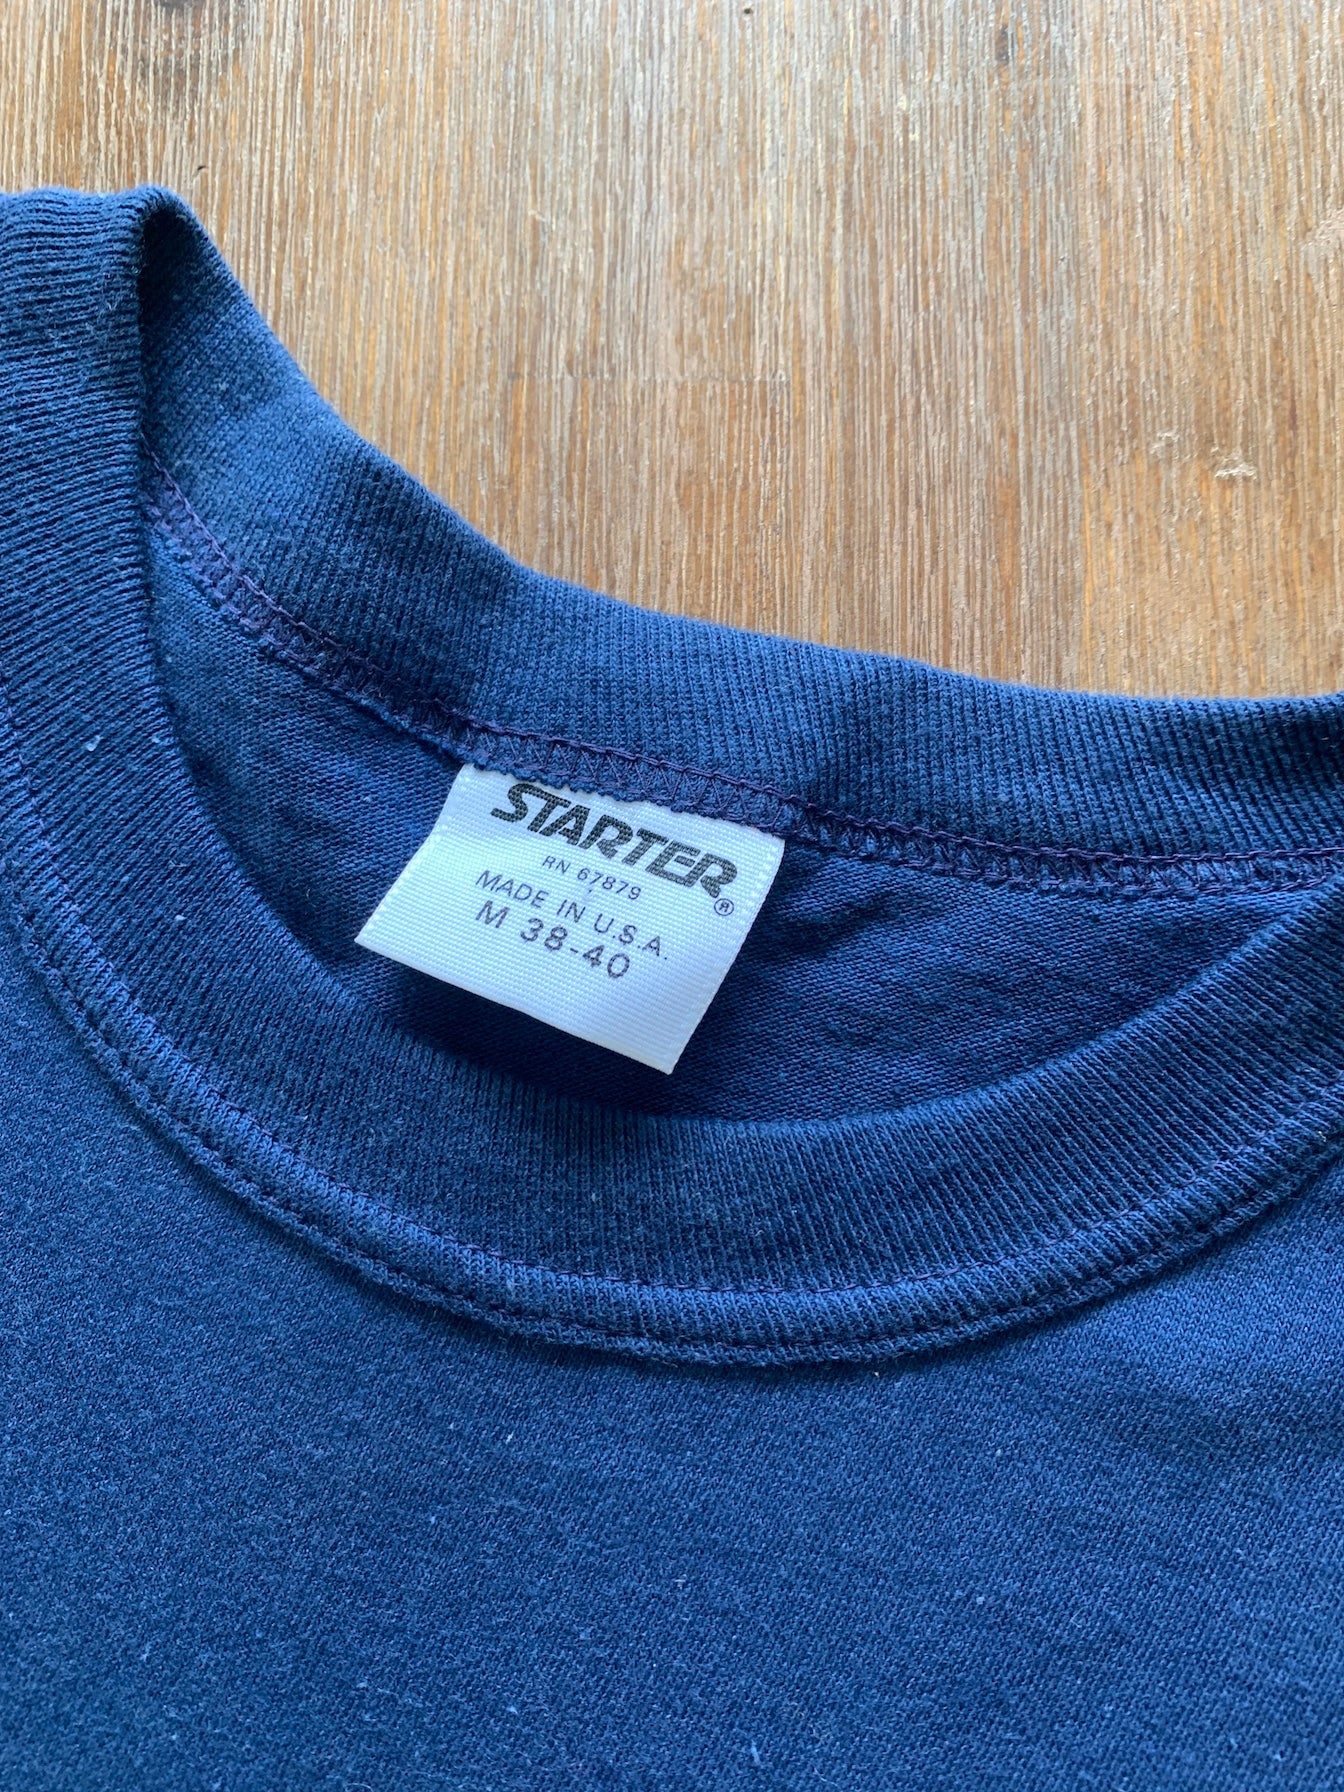 STARTER®
RN 67879
MADE IN U.S.A.
M 38-40